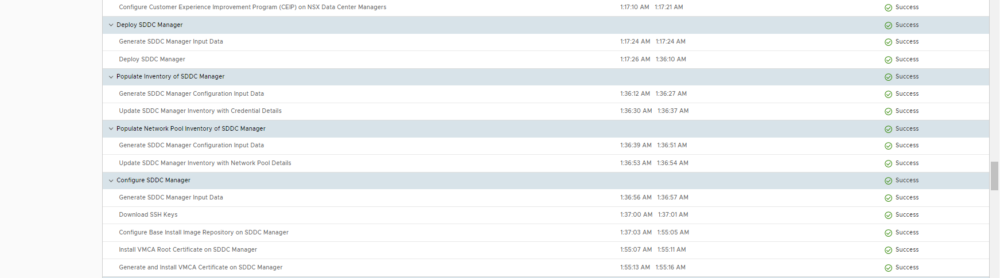 Configure Customer Experience Improvement Program (CEIP) on NSX Data Center Managers 1:17:10 AM 1:17:21 AM Success
Deploy SDDC Manager Success
Generate SDDC Manager Input Data 1:17:24 AM 1:17:24 AM Success
Deploy SDDC Manager 1:17:26 AM 1:36:10 AM Success
Populate Inventory of SDDC Manager Success
Generate SDDC Manager Configuration Input Data 1:36:12 AM 1:36:27 AM Success
Update SDDC Manager Inventory with Credential Details 1:36:30 AM 1:36:37 AM Success
Populate Network Pool Inventory of SDDC Manager Success
Generate SDDC Manager Configuration Input Data 1:36:39 AM 1:36:51 AM Success
Update SDDC Manager Inventory with Network Pool Details 1:36:53 AM 1:36:54 AM Success
Configure SDDC Manager Success
Generate SDDC Manager Input Data 1:36:56 AM 1:36:57 AM Success
Download SSH Keys 1:37:00 AM 1:37:01 AM Success
Configure Base Install Image Repository on SDDC Manager 1:37:03 AM 1:55:05 AM Success
Install VMCA Root Certificate on SDDC Manager 1:55:07 AM 1:55:11 AM Success
Generate and Install VMCA Certificate on SDDC Manager 1:55:13 AM 1:55:16 AM Success